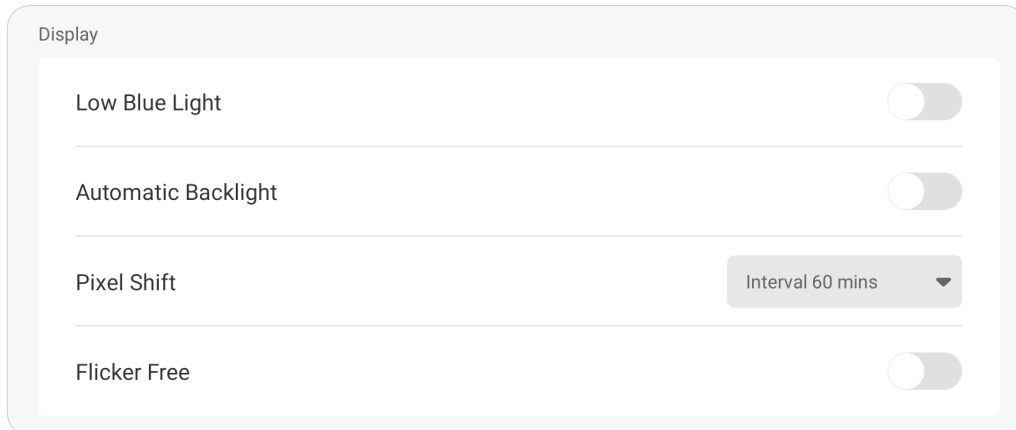 Display
Low Blue Light
Automatic Backlight
Pixel Shift
Interval 60 mins
Flicker Free